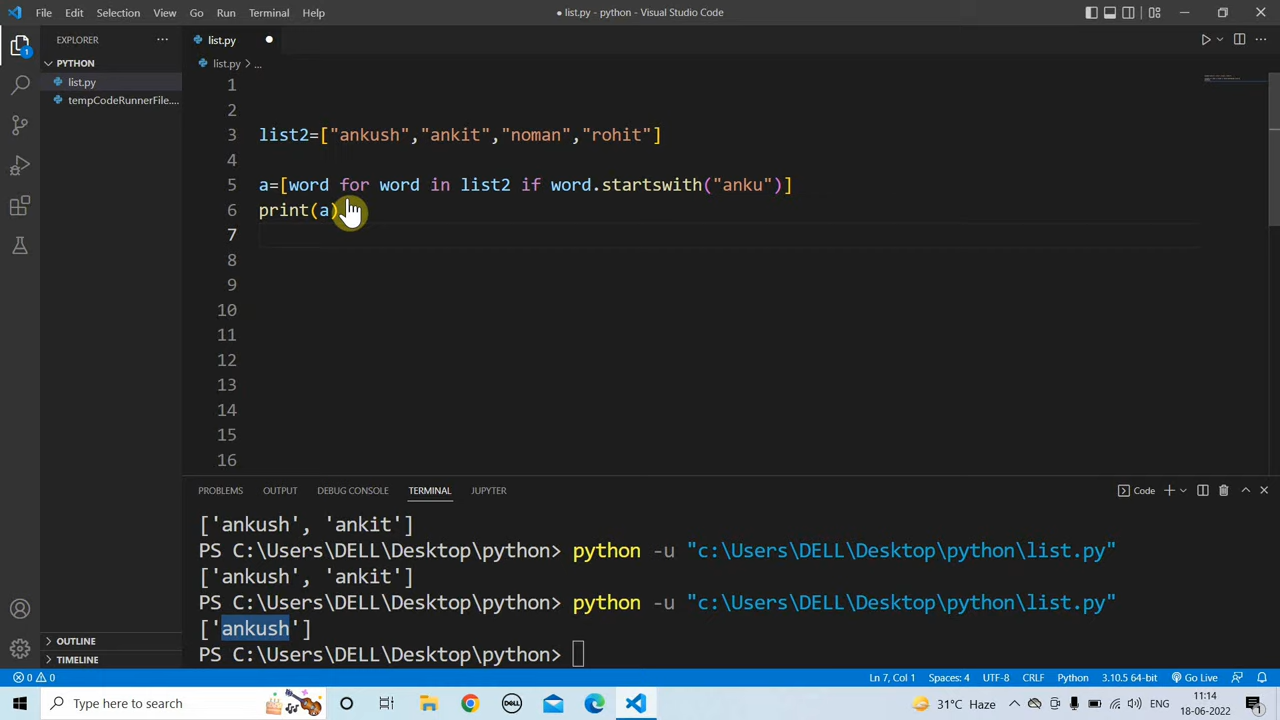 File Edit Selection View Go Run Terminal Help
● list.py - python - Visual Studio Code
EXPLORER
PYTHON
list.py
tempCodeRunnerFile....
1
list.py
list.py > ...
1
2
3 list2=["ankush","ankit","noman","rohit"]
4
5 a=[word for word in list2 if word.startswith("anku")]
6 print(a)
7
8
9
10
11
12
13
14
15
16
PROBLEMS OUTPUT DEBUG CONSOLE TERMINAL JUPYTER
Code
['ankush', 'ankit']
PS C:\Users\DELL\Desktop\python> python -u "c:\Users\DELL\Desktop\python\list.py"
['ankush', 'ankit']
PS C:\Users\DELL\Desktop\python> python -u "c:\Users\DELL\Desktop\python\list.py"
['ankush']
PS C:\Users\DELL\Desktop\python>
OUTLINE
TIMELINE
0 0
Ln 7, Col 1 Spaces: 4 UTF-8 CRLF Python 3.10.5 64-bit Go Live
Type here to search
DELL
31°C Haze
ENG
11:14
18-06-2022
1